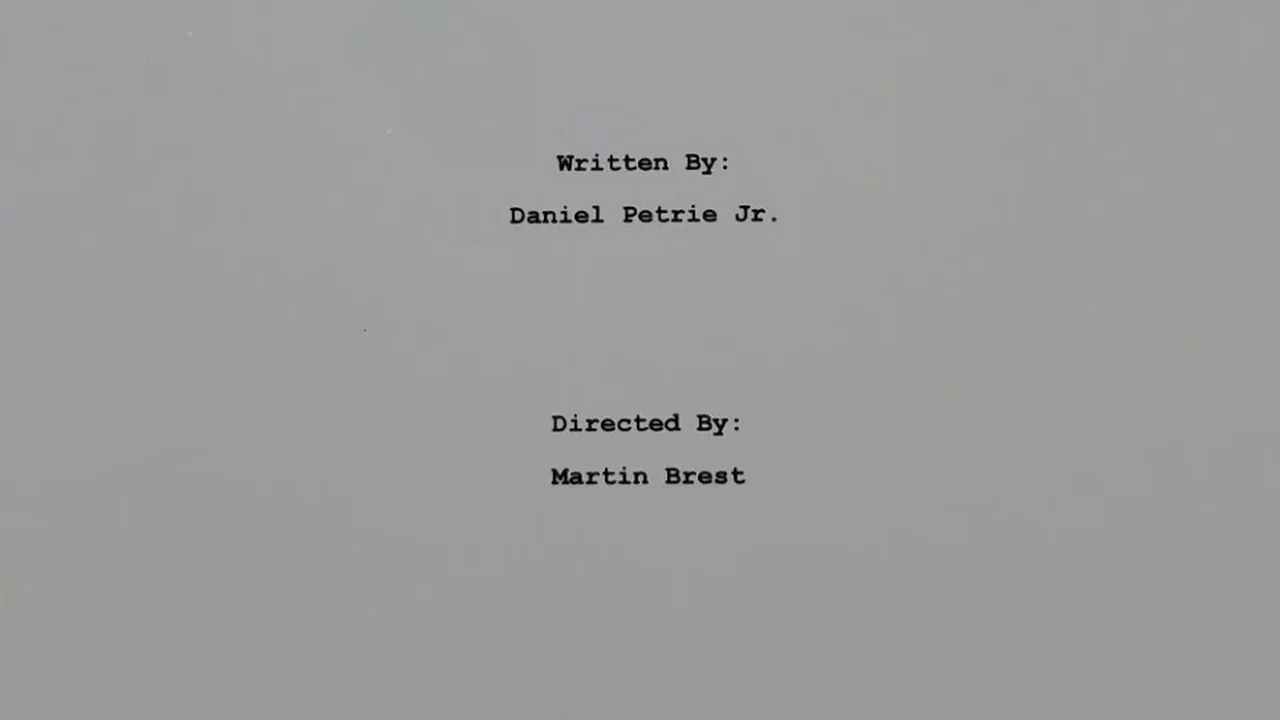 Written By:
Daniel Petrie Jr.
Directed By:
Martin Brest